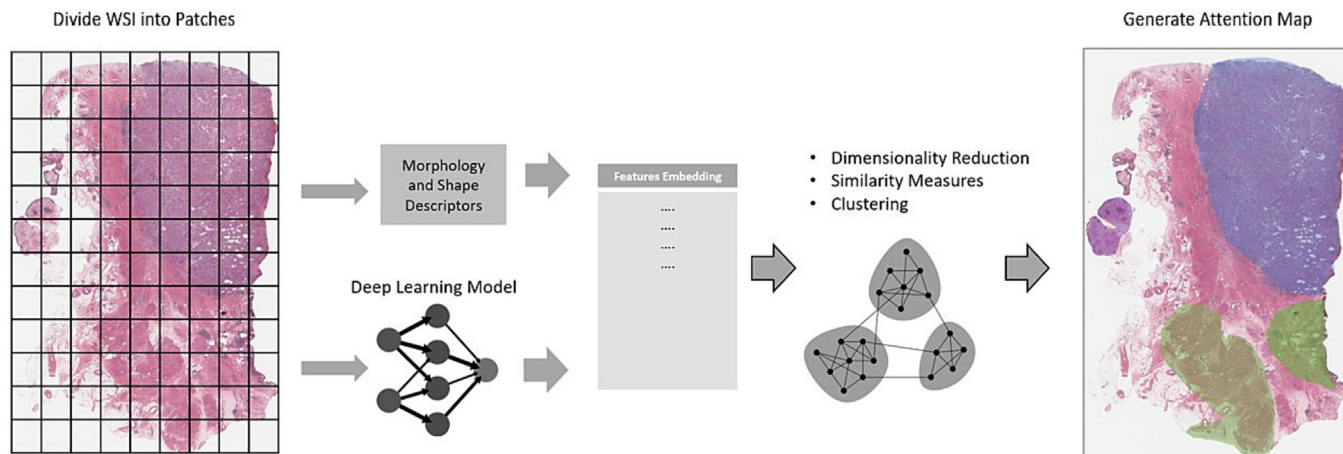 Divide WSI into Patches
Generate Attention Map
Morphology
and Shape
Descriptors
Features Embedding
....
....
....
....
• Dimensionality Reduction
• Similarity Measures
• Clustering
Deep Learning Model